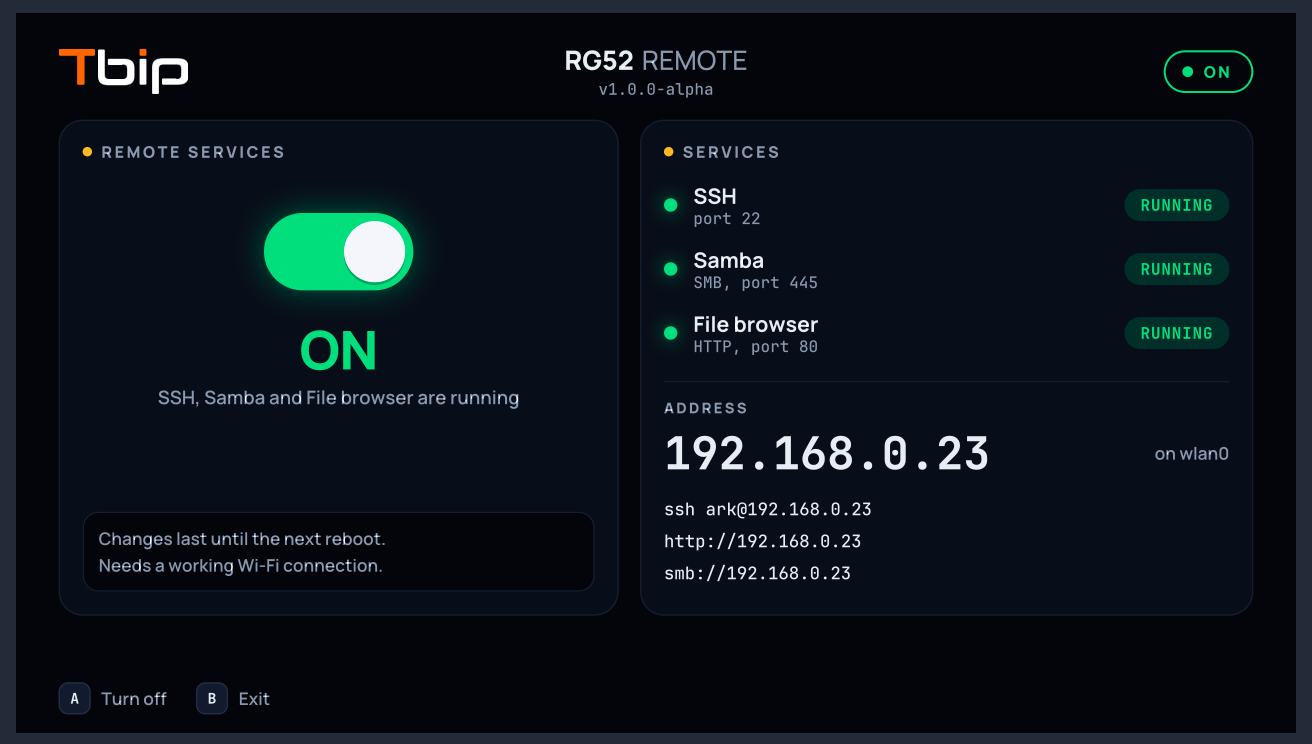 Tbip
RG52 REMOTE
v1.0.0-alpha
ON
REMOTE SERVICES
ON
SSH, Samba and File browser are running
Changes last until the next reboot.
Needs a working Wi-Fi connection.
SERVICES
SSH
port 22
RUNNING
Samba
SMB, port 445
RUNNING
File browser
HTTP, port 80
RUNNING
ADDRESS
192.168.0.23
on wlan0
ssh ark@192.168.0.23
http://192.168.0.23
smb://192.168.0.23
A Turn off B Exit